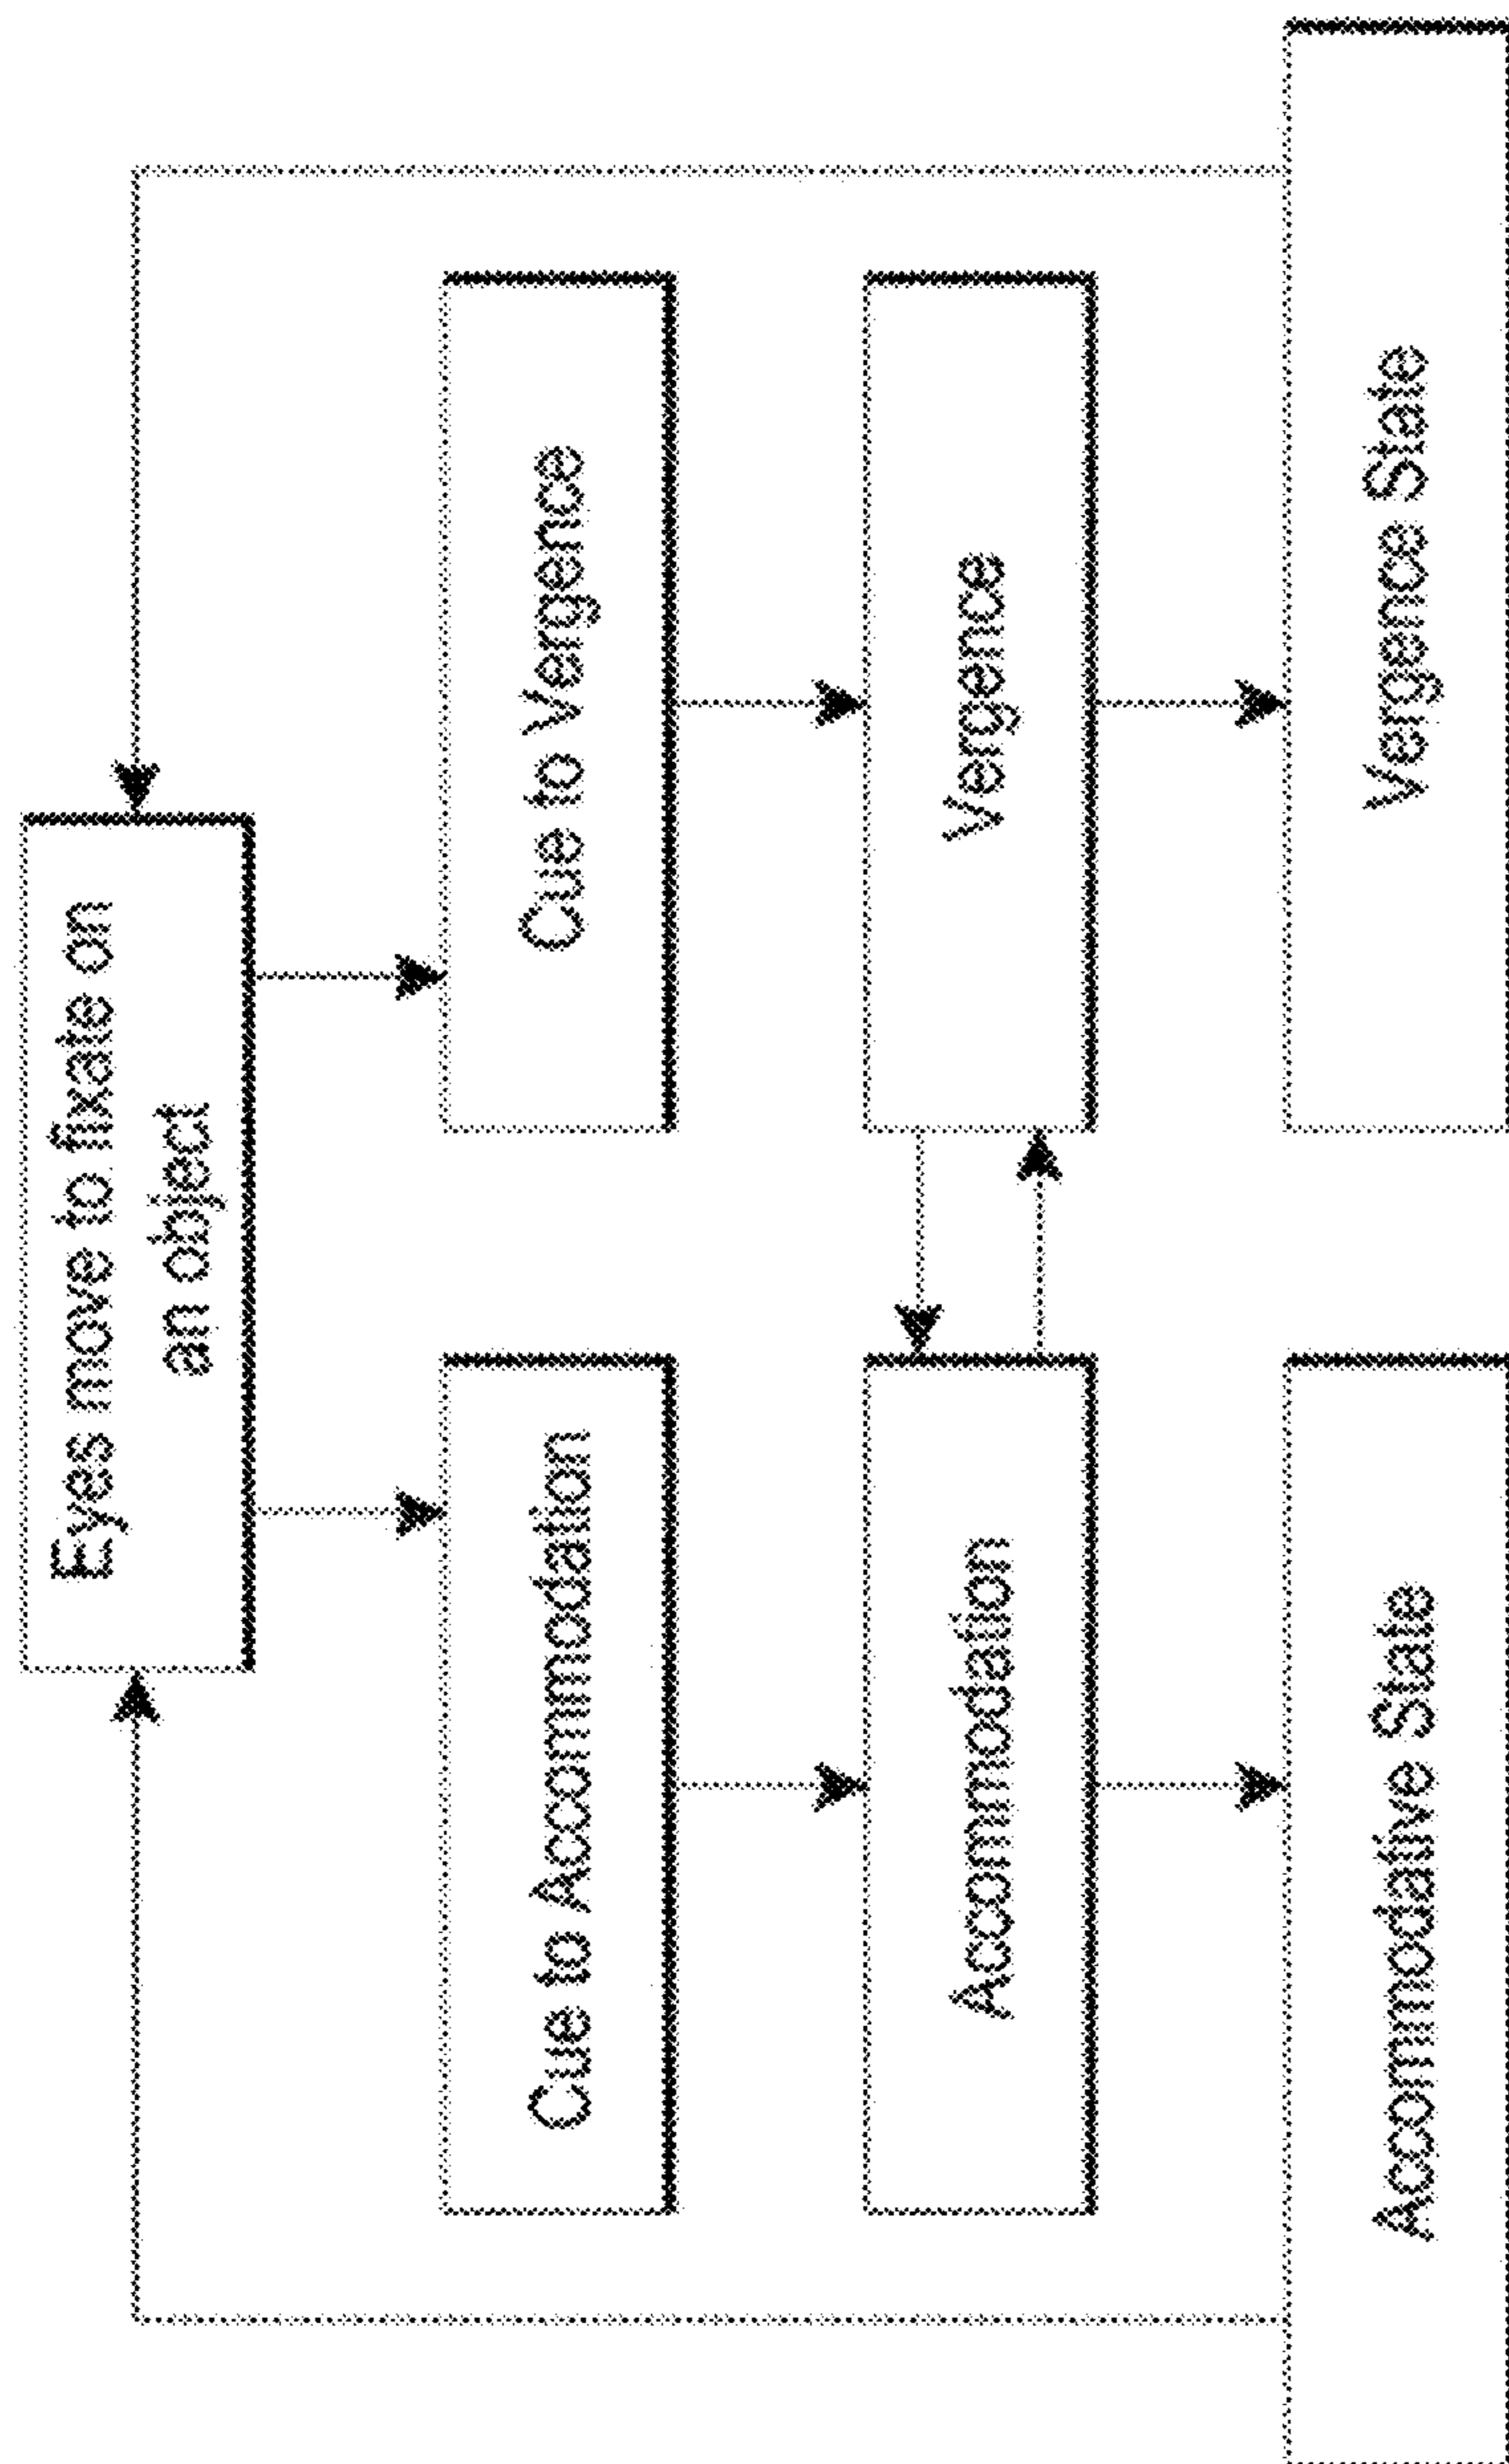 Eyes move to fixate on
an object
Cue to Accommodation
Cue to Vergence
Accommodation
Vergence
Accommodative State
Vergence State